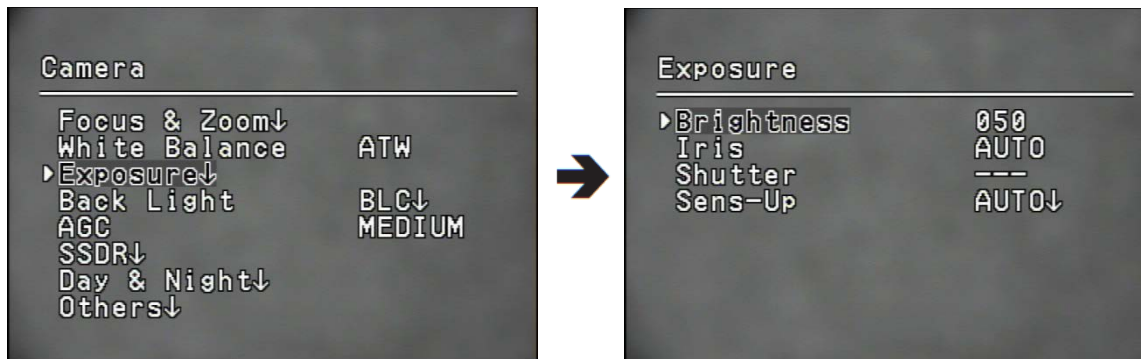 Camera
Focus & Zoom↓
White Balance ATW
Exposure↓
Back Light BLC↓
AGC MEDIUM
SSDR↓
Day & Night↓
Others↓
Exposure
Brightness 050
Iris AUTO
Shutter ---
Sens-Up AUTO↓